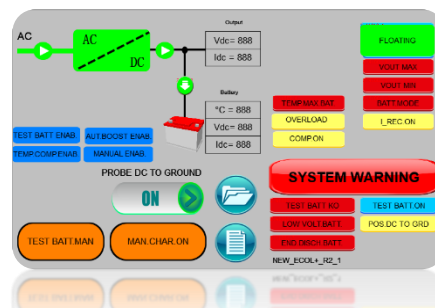 Output
AC
AC
DC
Vdc= 888
Idc = 888
FLOATING
VOUT MAX
VOUT MIN
BATT.MODE
I_REC.ON
Battery
°C = 888
Vdc= 888
Idc= 888
TEMP.MAX.BAT.
OVERLOAD
COMP.ON
TEST BATT ENAB.
AUT.BOOST ENAB.
TEMP.COMP.ENAB.
MANUAL ENAB.
PROBE DC TO GROUND
ON
SYSTEM WARNING
TEST BATT NO
TEST BATT.ON
LOW VOLT BATT.
POS.DC TO GRD
END.DISCH.BATT.
TEST BATT.MAN
MAN.CHAR.ON
NEW_ECOL+_R2_1